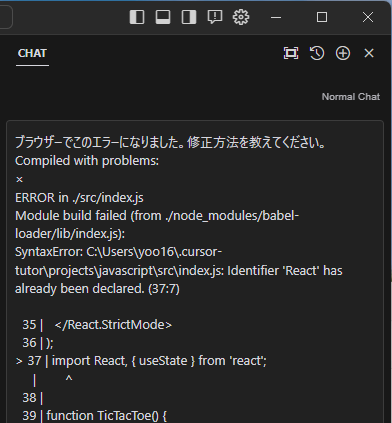 CHAT
Normal Chat
ブラウザーでこのエラーになりました。修正方法を教えてください。
Compiled with problems:
×
ERROR in ./src/index.js
Module build failed (from ./node_modules/babel-
loader/lib/index.js):
SyntaxError: C:\Users\yoo16\.cursor-
tutor\projects\javascript\src\index.js: Identifier 'React' has
already been declared. (37:7)
35 |   </React.StrictMode>
36 | );
> 37 | import React, { useState } from 'react';
|        ^
38 |
39 | function TicTacToe() {